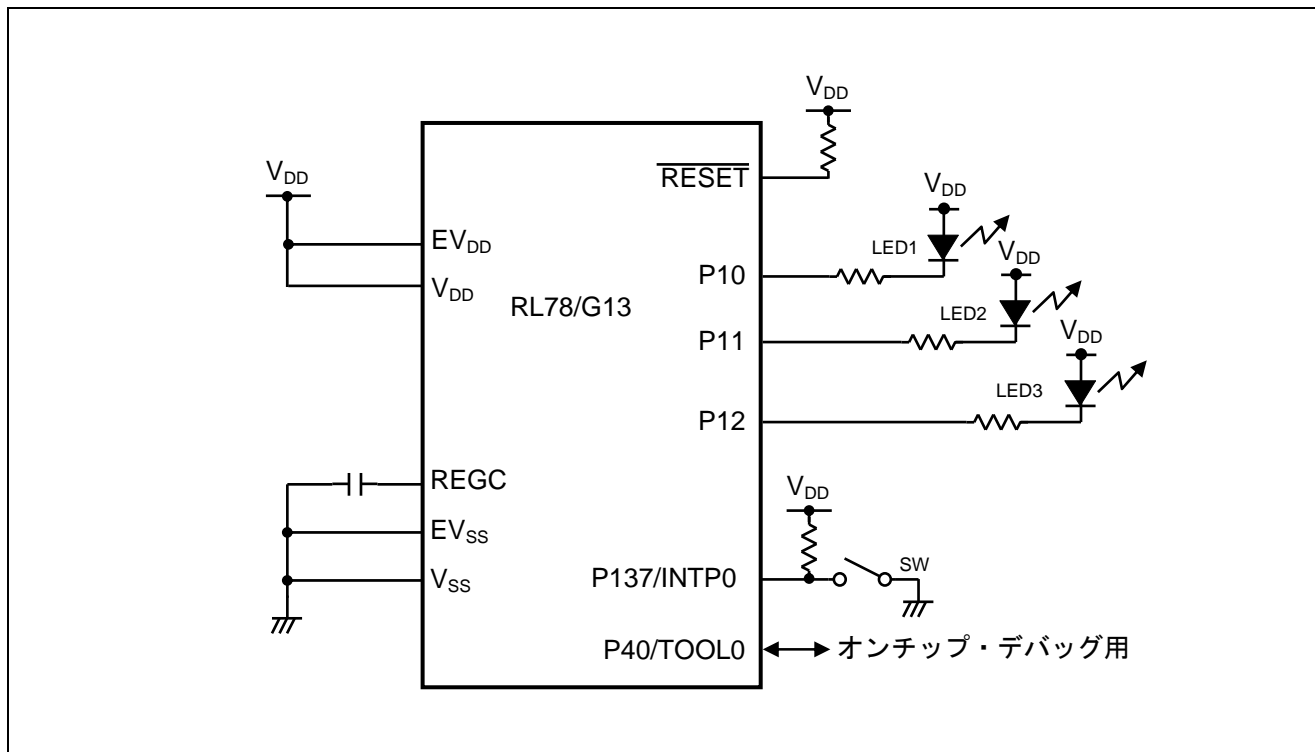 VDD
VDD
RESET
VDD
EVDD
LED1
VDD
P10
VDD
RL78/G13
LED2
P11
VDD
LED3
P12
REGC
VDD
EVSS
P137/INTP0
SW
VSS
P40/TOOL0
オンチップ・デバッグ用